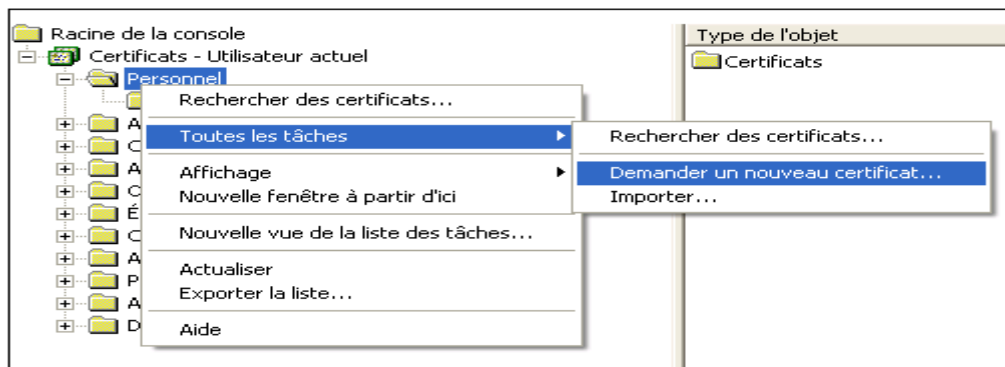 Racine de la console
Certificats - Utilisateur actuel
Personnel
A
C
A
C
É
C
A
P
A
D
Rechercher des certificats...
Toutes les tâches
Affichage
Nouvelle fenêtre à partir d'ici
Nouvelle vue de la liste des tâches...
Actualiser
Exporter la liste...
Aide
Rechercher des certificats...
Demander un nouveau certificat...
Importer...
Type de l'objet
Certificats